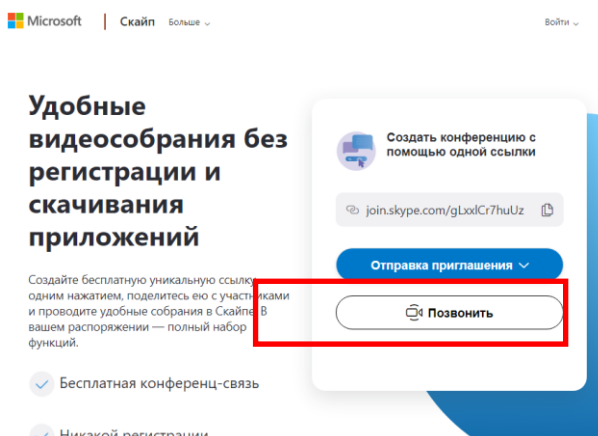 Microsoft
Скайп
Больше
Войти
Удобные
видеособрания без
регистрации и
скачивания
приложений
Создайте бесплатную уникальную ссылку
одним нажатием, поделитесь ею с участниками
и проводите удобные собрания в Скайпе. В
вашем распоряжении — полный набор
функций.
Бесплатная конференц-связь
Никакой регистрации
Создать конференцию с
помощью одной ссылки
join.skype.com/gLxxlCr7huUz
Отправка приглашения
Позвонить